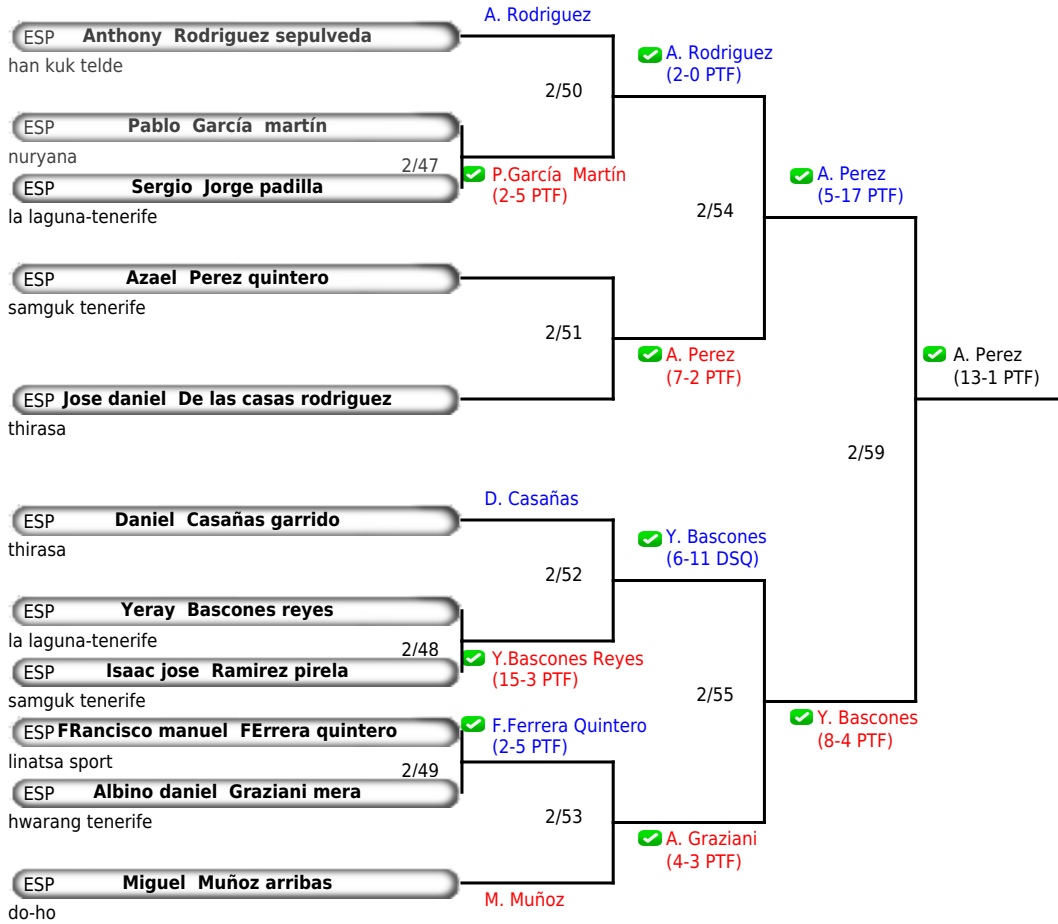 A. Rodriguez
ESP Anthony Rodriguez sepulveda
han kuk telde
A. Rodriguez
(2-0 PTF)
2/50
ESP Pablo García martín
nuryana
2/47
P.García Martín
(2-5 PTF)
ESP Sergio Jorge padilla
la laguna-tenerife
A. Perez
(5-17 PTF)
2/54
ESP Azael Perez quintero
samguk tenerife
2/51
A. Perez
(7-2 PTF)
A. Perez
(13-1 PTF)
ESP Jose daniel De las casas rodriguez
thirasa
2/59
D. Casañas
ESP Daniel Casañas garrido
thirasa
Y. Bascones
(6-11 DSQ)
2/52
ESP Yeray Bascones reyes
la laguna-tenerife
2/48
Y.Bascones Reyes
(15-3 PTF)
ESP Isaac jose Ramirez pirela
samguk tenerife
2/55
Y. Bascones
(8-4 PTF)
ESP FRancisco manuel FErrera quintero
linatsa sport
F.Ferrera Quintero
(2-5 PTF)
2/49
ESP Albino daniel Graziani mera
hwarang tenerife
2/53
A. Graziani
(4-3 PTF)
ESP Miguel Muñoz arribas
do-ho
M. Muñoz